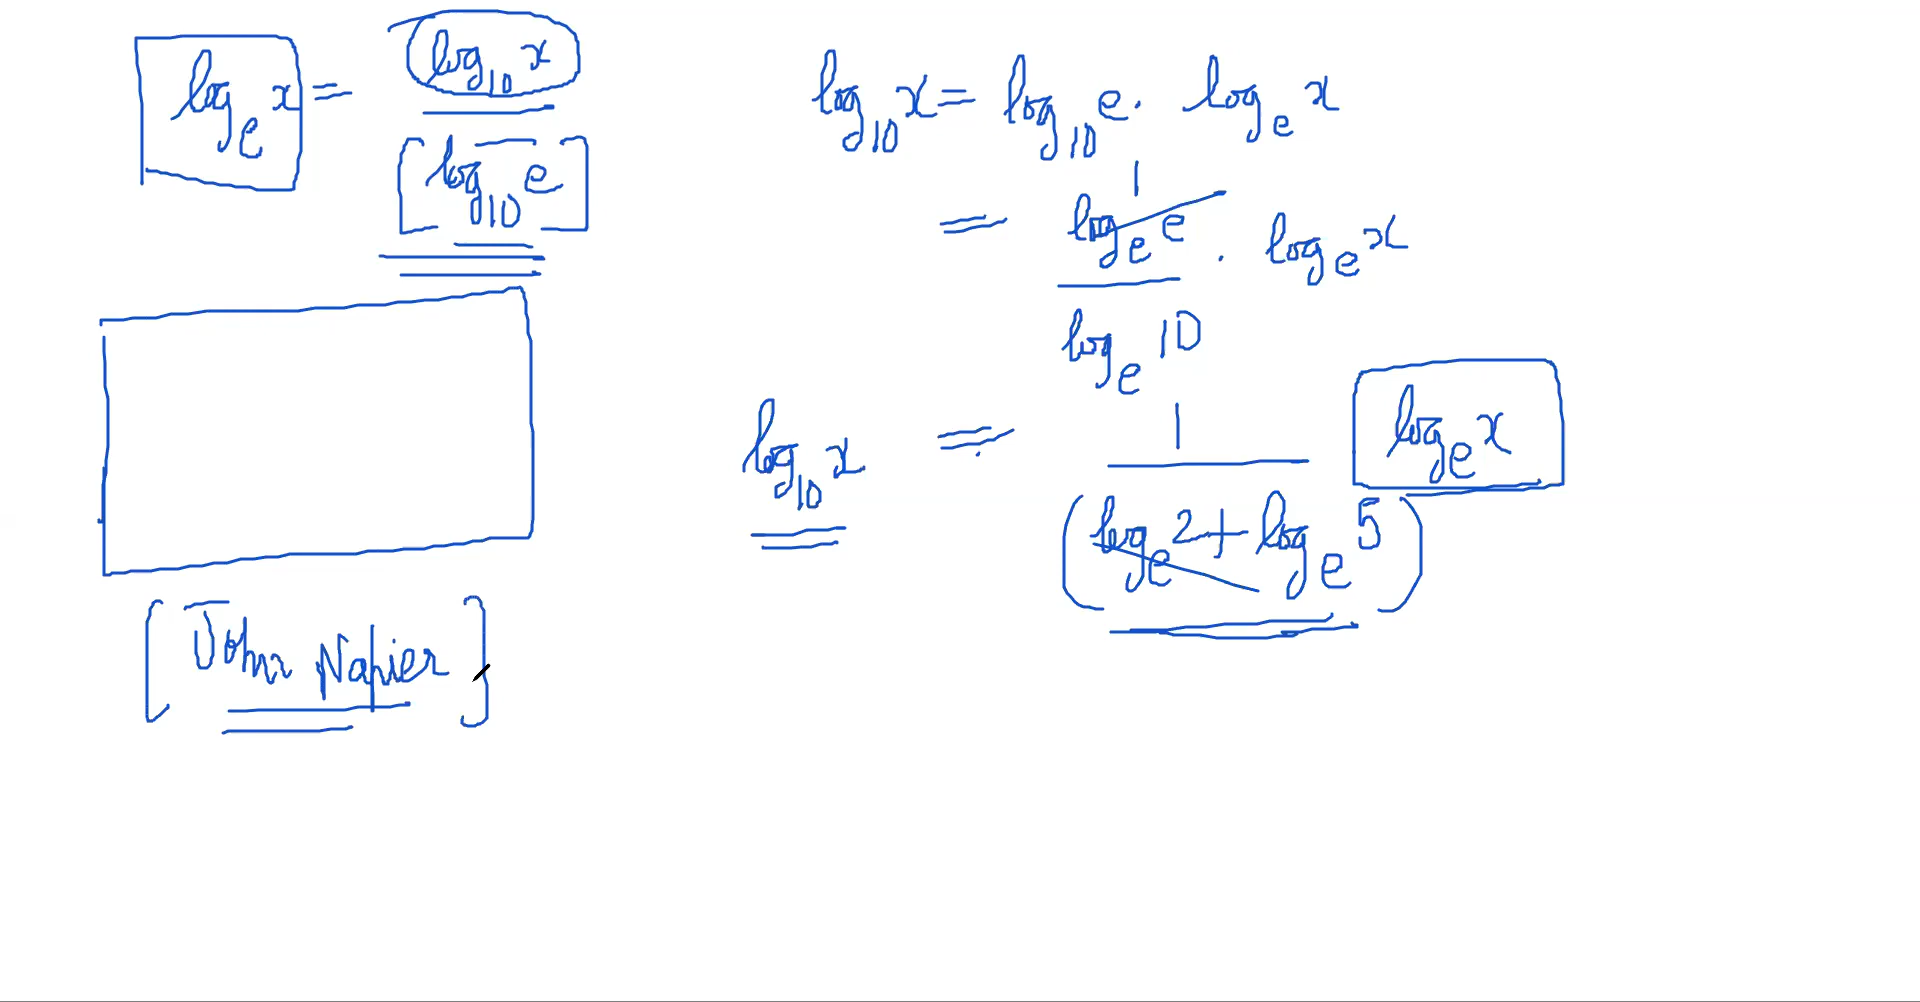 logₑ x = log₁₀ x / [log₁₀ e]
[John Napier]
log₁₀ x = log₁₀ e . logₑ x
= (logₑ e / logₑ 10) . logₑ x
1
log₁₀ x = 1 / (logₑ 2 + logₑ 5) logₑ x